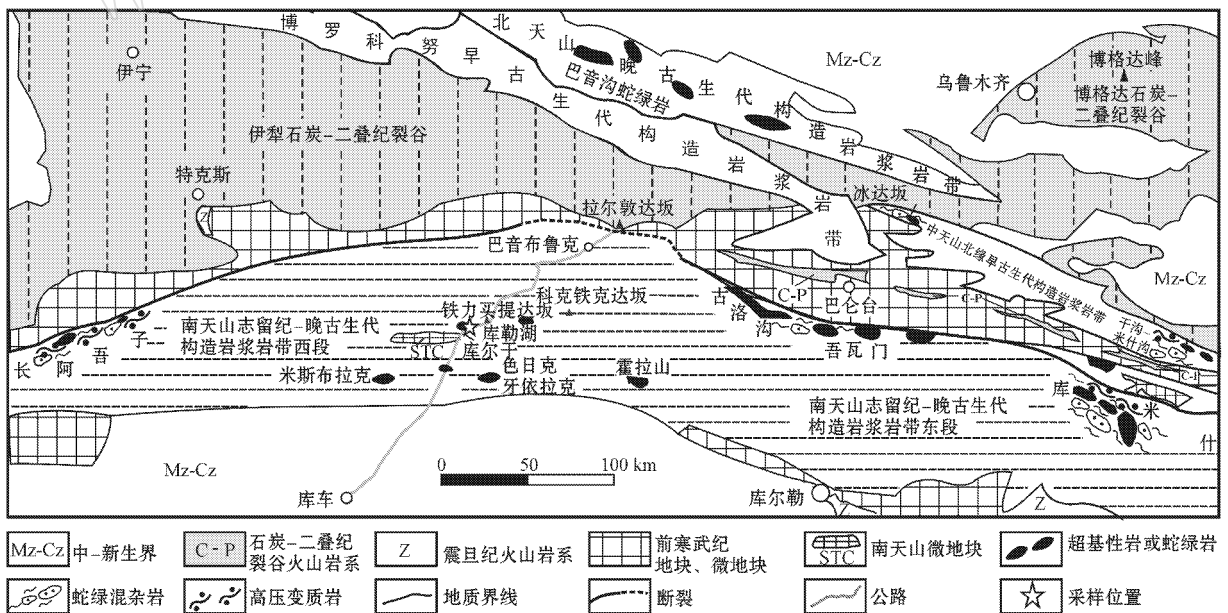 博罗科努早古生代构造岩浆岩带
北天山晚古生代构造岩浆岩带
巴音沟蛇绿岩
Mz-Cz
乌鲁木齐
博格达峰
博格达石炭-
二叠纪裂谷
伊宁
伊犁石炭-二叠纪裂谷
特克斯
Z
拉尔敦达坂
冰达坂
巴音布鲁克
中天山北缘早古生代构造岩浆岩带
Mz-Cz
C-P
巴仑台
C-P
干沟
米什沟
C-P
科克铁克达坂
铁力买提达坂
库勒湖
古洛沟
南天山志留纪-晚古生代
构造岩浆岩带西段
STC
库尔干
吾瓦门
长阿吾子
米斯布拉克
色日克
牙依拉克
霍拉山
库米什
南天山志留纪-晚古生代
构造岩浆岩带东段
Mz-Cz
0 50 100 km
库车
库尔勒
Z
Mz-Cz 中-新生界
C-P 石炭-二叠纪
裂谷火山岩系
Z 震旦纪火山岩系
前寒武纪
地块、微地块
STC 南天山微地块
超基性岩或蛇绿岩
蛇绿混杂岩
高压变质岩
地质界线
断裂
公路
采样位置